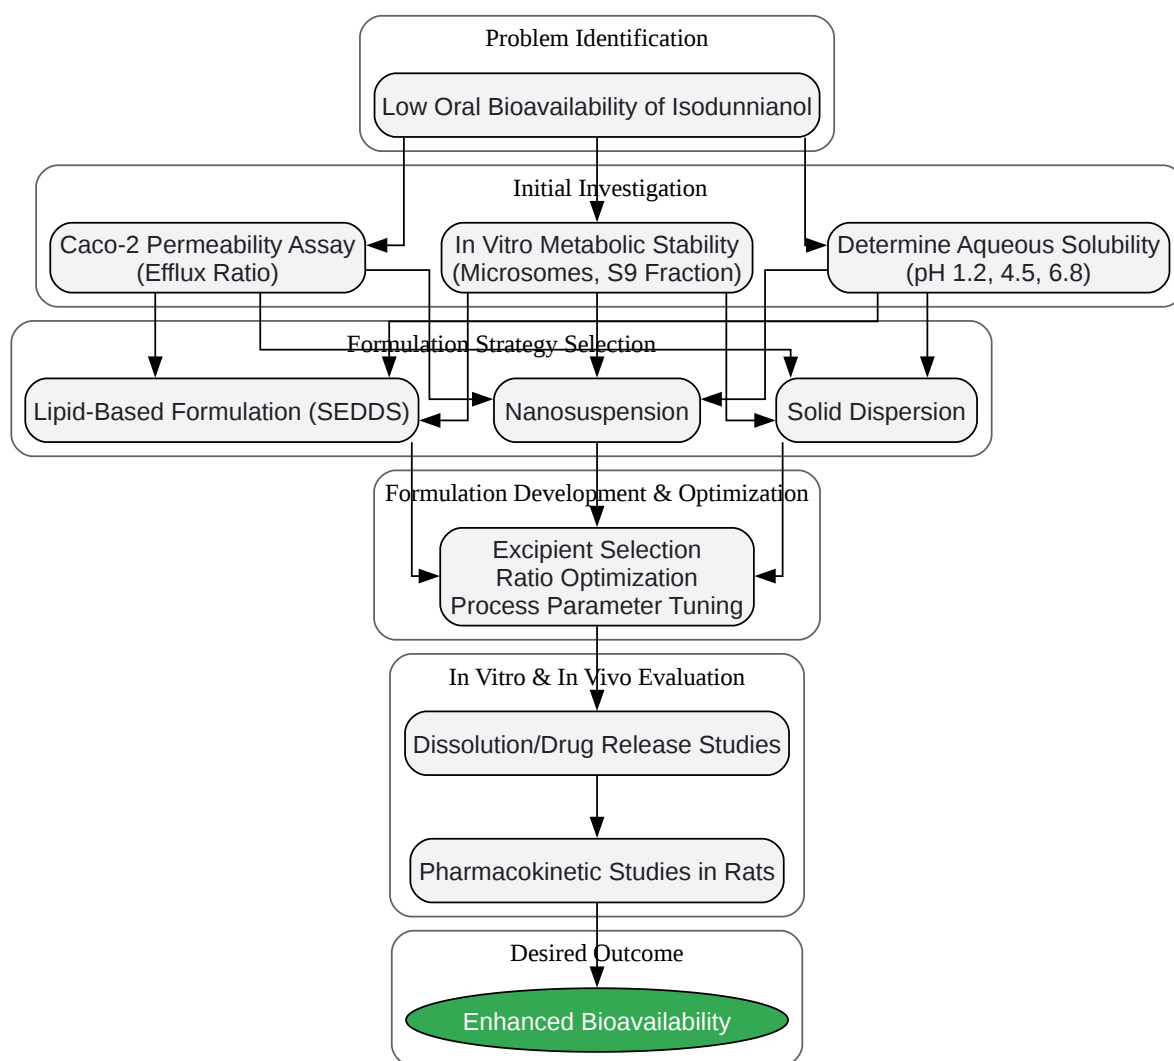 Problem Identification
Low Oral Bioavailability of Isodunnianol
Initial Investigation
Caco-2 Permeability Assay
(Efflux Ratio)
In Vitro Metabolic Stability
(Microsomes, S9 Fraction)
Determine Aqueous Solubility
(pH 1.2, 4.5, 6.8)
Formulation Strategy Selection
Lipid-Based Formulation (SEDDS)
Nanosuspension
Solid Dispersion
Formulation Development & Optimization
Excipient Selection
Ratio Optimization
Process Parameter Tuning
In Vitro & In Vivo Evaluation
Dissolution/Drug Release Studies
Pharmacokinetic Studies in Rats
Desired Outcome
Enhanced Bioavailability